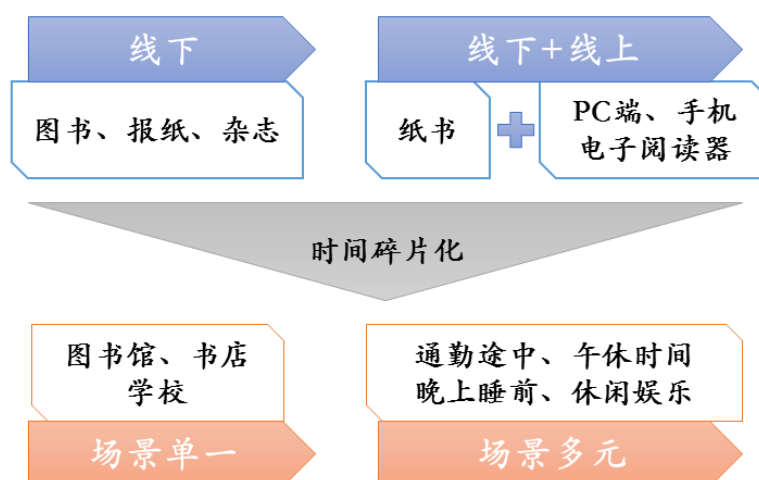 线下
线下+线上
图书、报纸、杂志
纸书
PC端、手机
电子阅读器
时间碎片化
图书馆、书店
学校
通勤途中、午休时间
晚上睡前、休闲娱乐
场景单一
场景多元